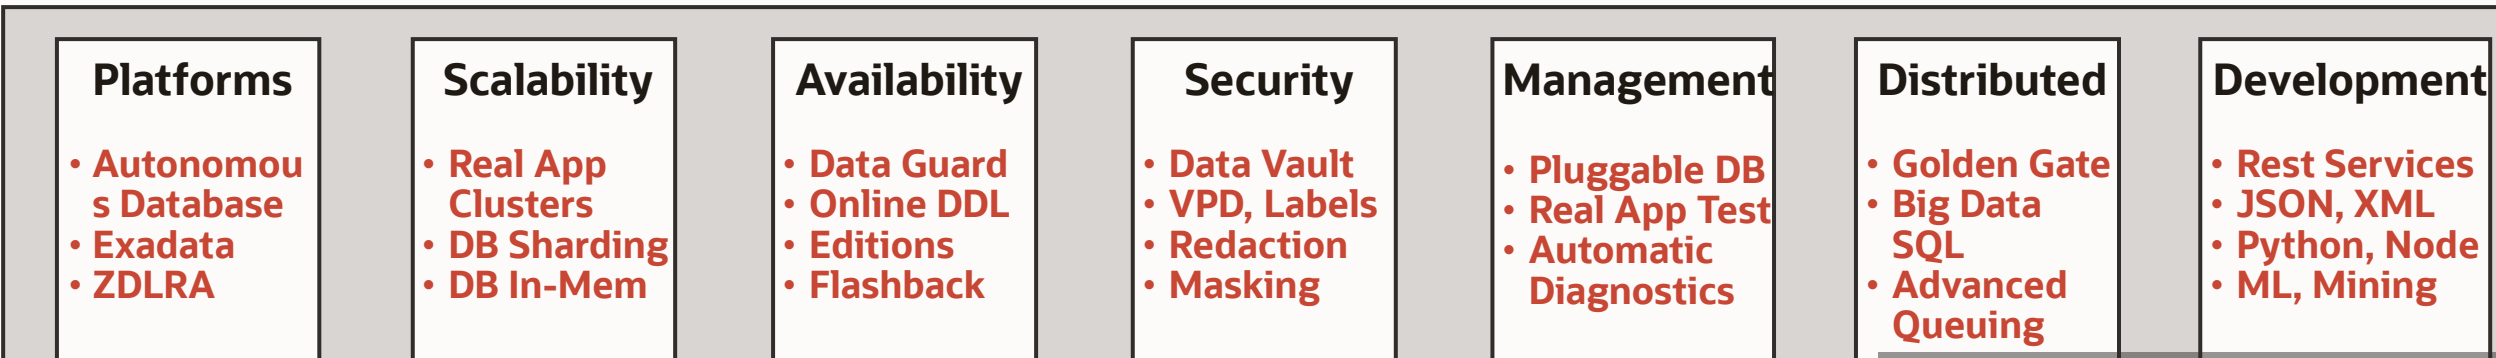 Platforms
• Autonomou
s Database
• Exadata
• ZDLRA
Scalability
• Real App
Clusters
• DB Sharding
• DB In-Mem
Availability
• Data Guard
• Online DDL
• Editions
• Flashback
Security
• Data Vault
• VPD, Labels
• Redaction
• Masking
Management
• Pluggable DB
• Real App Test
• Automatic
Diagnostics
Distributed
• Golden Gate
• Big Data
SQL
• Advanced
Queuing
Development
• Rest Services
• JSON, XML
• Python, Node
• ML, Mining